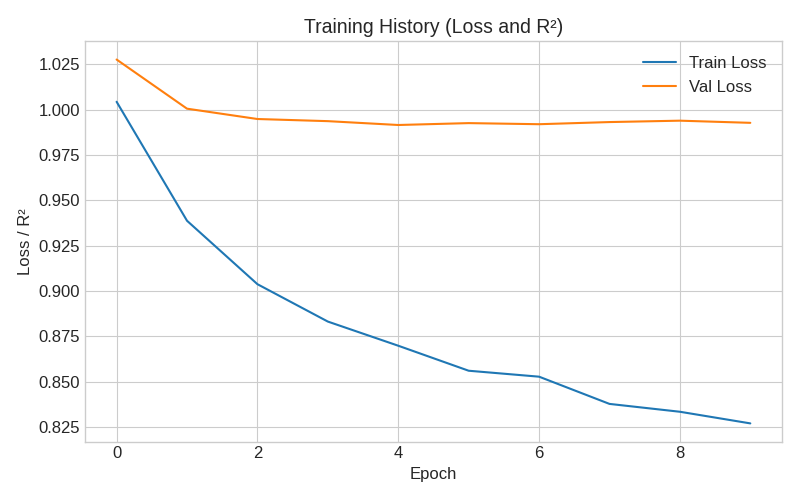 Training History (Loss and R²)
Train Loss
Val Loss
1.025
1.000
0.975
0.950
0.925
0.900
0.875
0.850
0.825
Loss / R²
0 2 4 6 8
Epoch